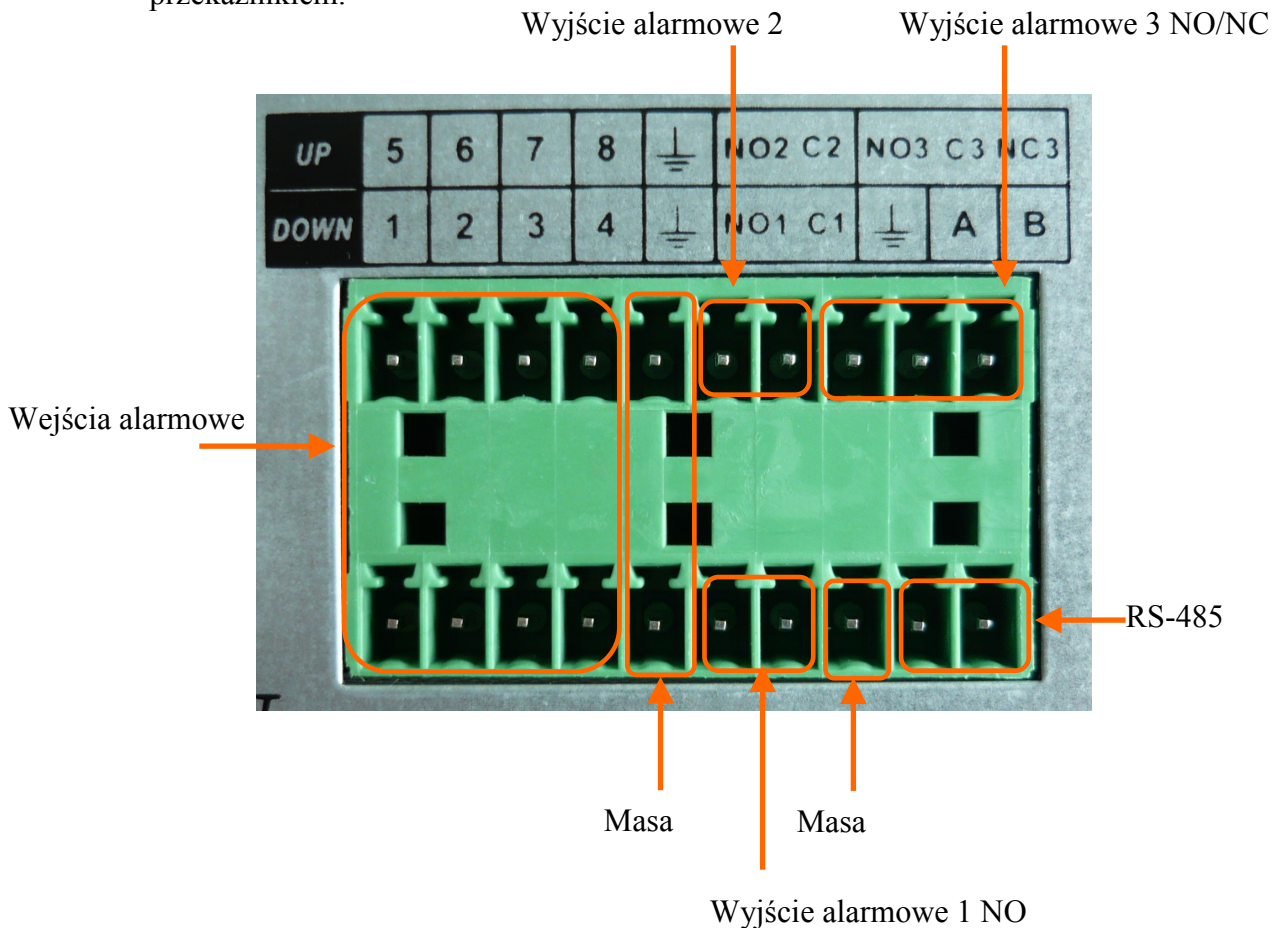 przekaźnikiem.
Wyjście alarmowe 2
Wyjście alarmowe 3 NO/NC
UP 5 6 7 8 ⏚ NO2 C2 NO3 C3 NC3
DOWN 1 2 3 4 ⏚ NO1 C1 ⏚ A B
Wejścia alarmowe
RS-485
Masa
Masa
Wyjście alarmowe 1 NO